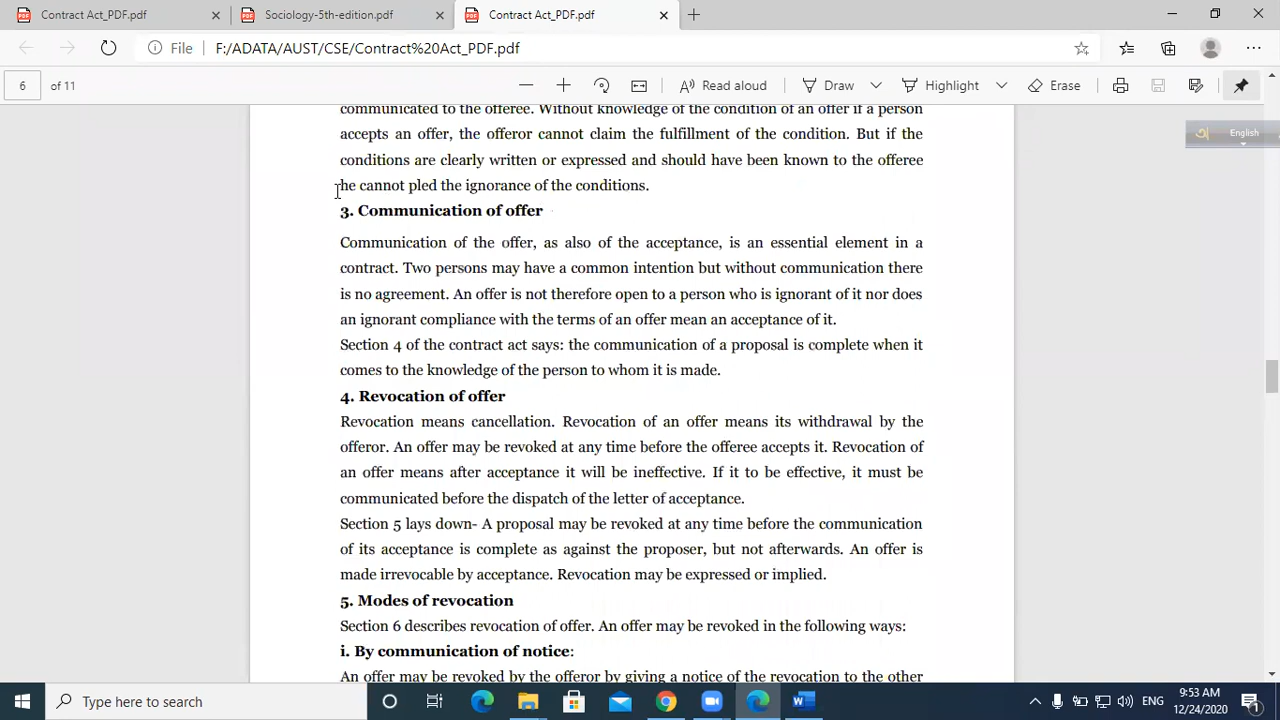 Contract Act_PDF.pdf
Sociology-5th-edition.pdf
Contract Act_PDF.pdf
File
F:/ADATA/AUST/CSE/Contract%20Act_PDF.pdf
6 of 11
Read aloud
Draw
Highlight
Erase
English
communicated to the offeree. Without knowledge of the condition of an offer if a person
accepts an offer, the offeror cannot claim the fulfillment of the condition. But if the
conditions are clearly written or expressed and should have been known to the offeree
he cannot pled the ignorance of the conditions.
3. Communication of offer
Communication of the offer, as also of the acceptance, is an essential element in a
contract. Two persons may have a common intention but without communication there
is no agreement. An offer is not therefore open to a person who is ignorant of it nor does
an ignorant compliance with the terms of an offer mean an acceptance of it.
Section 4 of the contract act says: the communication of a proposal is complete when it
comes to the knowledge of the person to whom it is made.
4. Revocation of offer
Revocation means cancellation. Revocation of an offer means its withdrawal by the
offeror. An offer may be revoked at any time before the offeree accepts it. Revocation of
an offer means after acceptance it will be ineffective. If it to be effective, it must be
communicated before the dispatch of the letter of acceptance.
Section 5 lays down- A proposal may be revoked at any time before the communication
of its acceptance is complete as against the proposer, but not afterwards. An offer is
made irrevocable by acceptance. Revocation may be expressed or implied.
5. Modes of revocation
Section 6 describes revocation of offer. An offer may be revoked in the following ways:
i. By communication of notice:
An offer may be revoked by the offeror by giving a notice of the revocation to the other
Type here to search
ENG
9:53 AM
12/24/2020